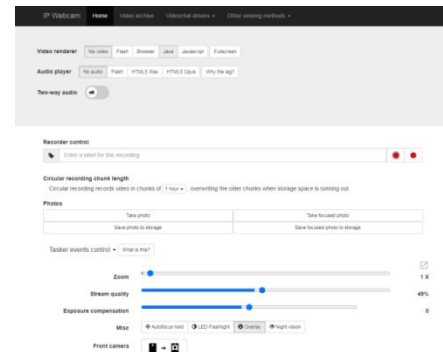 IP Webcam Home Video archive Videochat drivers Other viewing methods
Video renderer No video Flash Browser Java Javascript Fullscreen
Audio player No audio Flash HTML5 Wav HTML5 Opus Why the lag?
Two-way audio
Recorder control
Enter a label for this recording
Circular recording chunk length
Circular recording records video in chunks of 1 hour, overwriting the older chunks when storage space is running out.
Photos
Take photo Take focused photo
Save photo to storage Save focused photo to storage
Tasker events control What is this?
Zoom 1 X
Stream quality 49%
Exposure compensation 0
Misc Autofocus hold LED Flashlight Overlay Night vision
Front camera